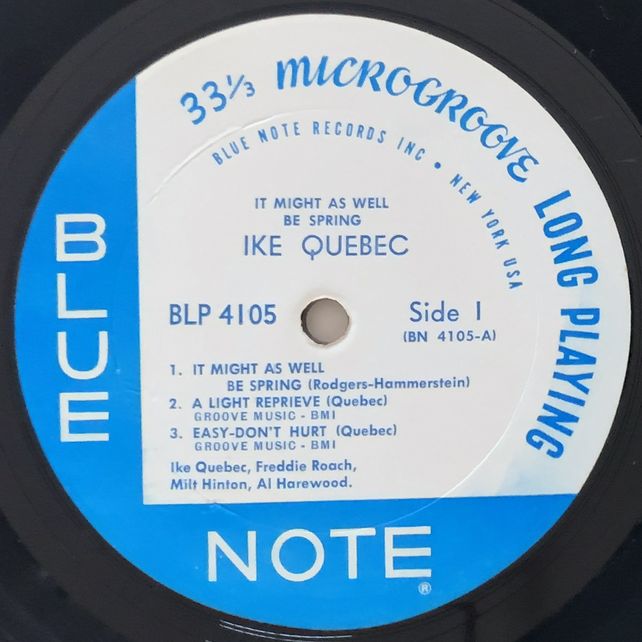 33⅓ MICROGROOVE LONG PLAYING
BLUE NOTE RECORDS INC • NEW YORK USA
IT MIGHT AS WELL
BE SPRING
IKE QUEBEC
BLP 4105
Side 1
(BN 4105-A)
1. IT MIGHT AS WELL
BE SPRING (Rodgers-Hammerstein)
2. A LIGHT REPRIEVE (Quebec)
GROOVE MUSIC - BMI
3. EASY-DON'T HURT (Quebec)
GROOVE MUSIC - BMI
Ike Quebec, Freddie Roach,
Milt Hinton, Al Harewood.
BLUE
NOTE®